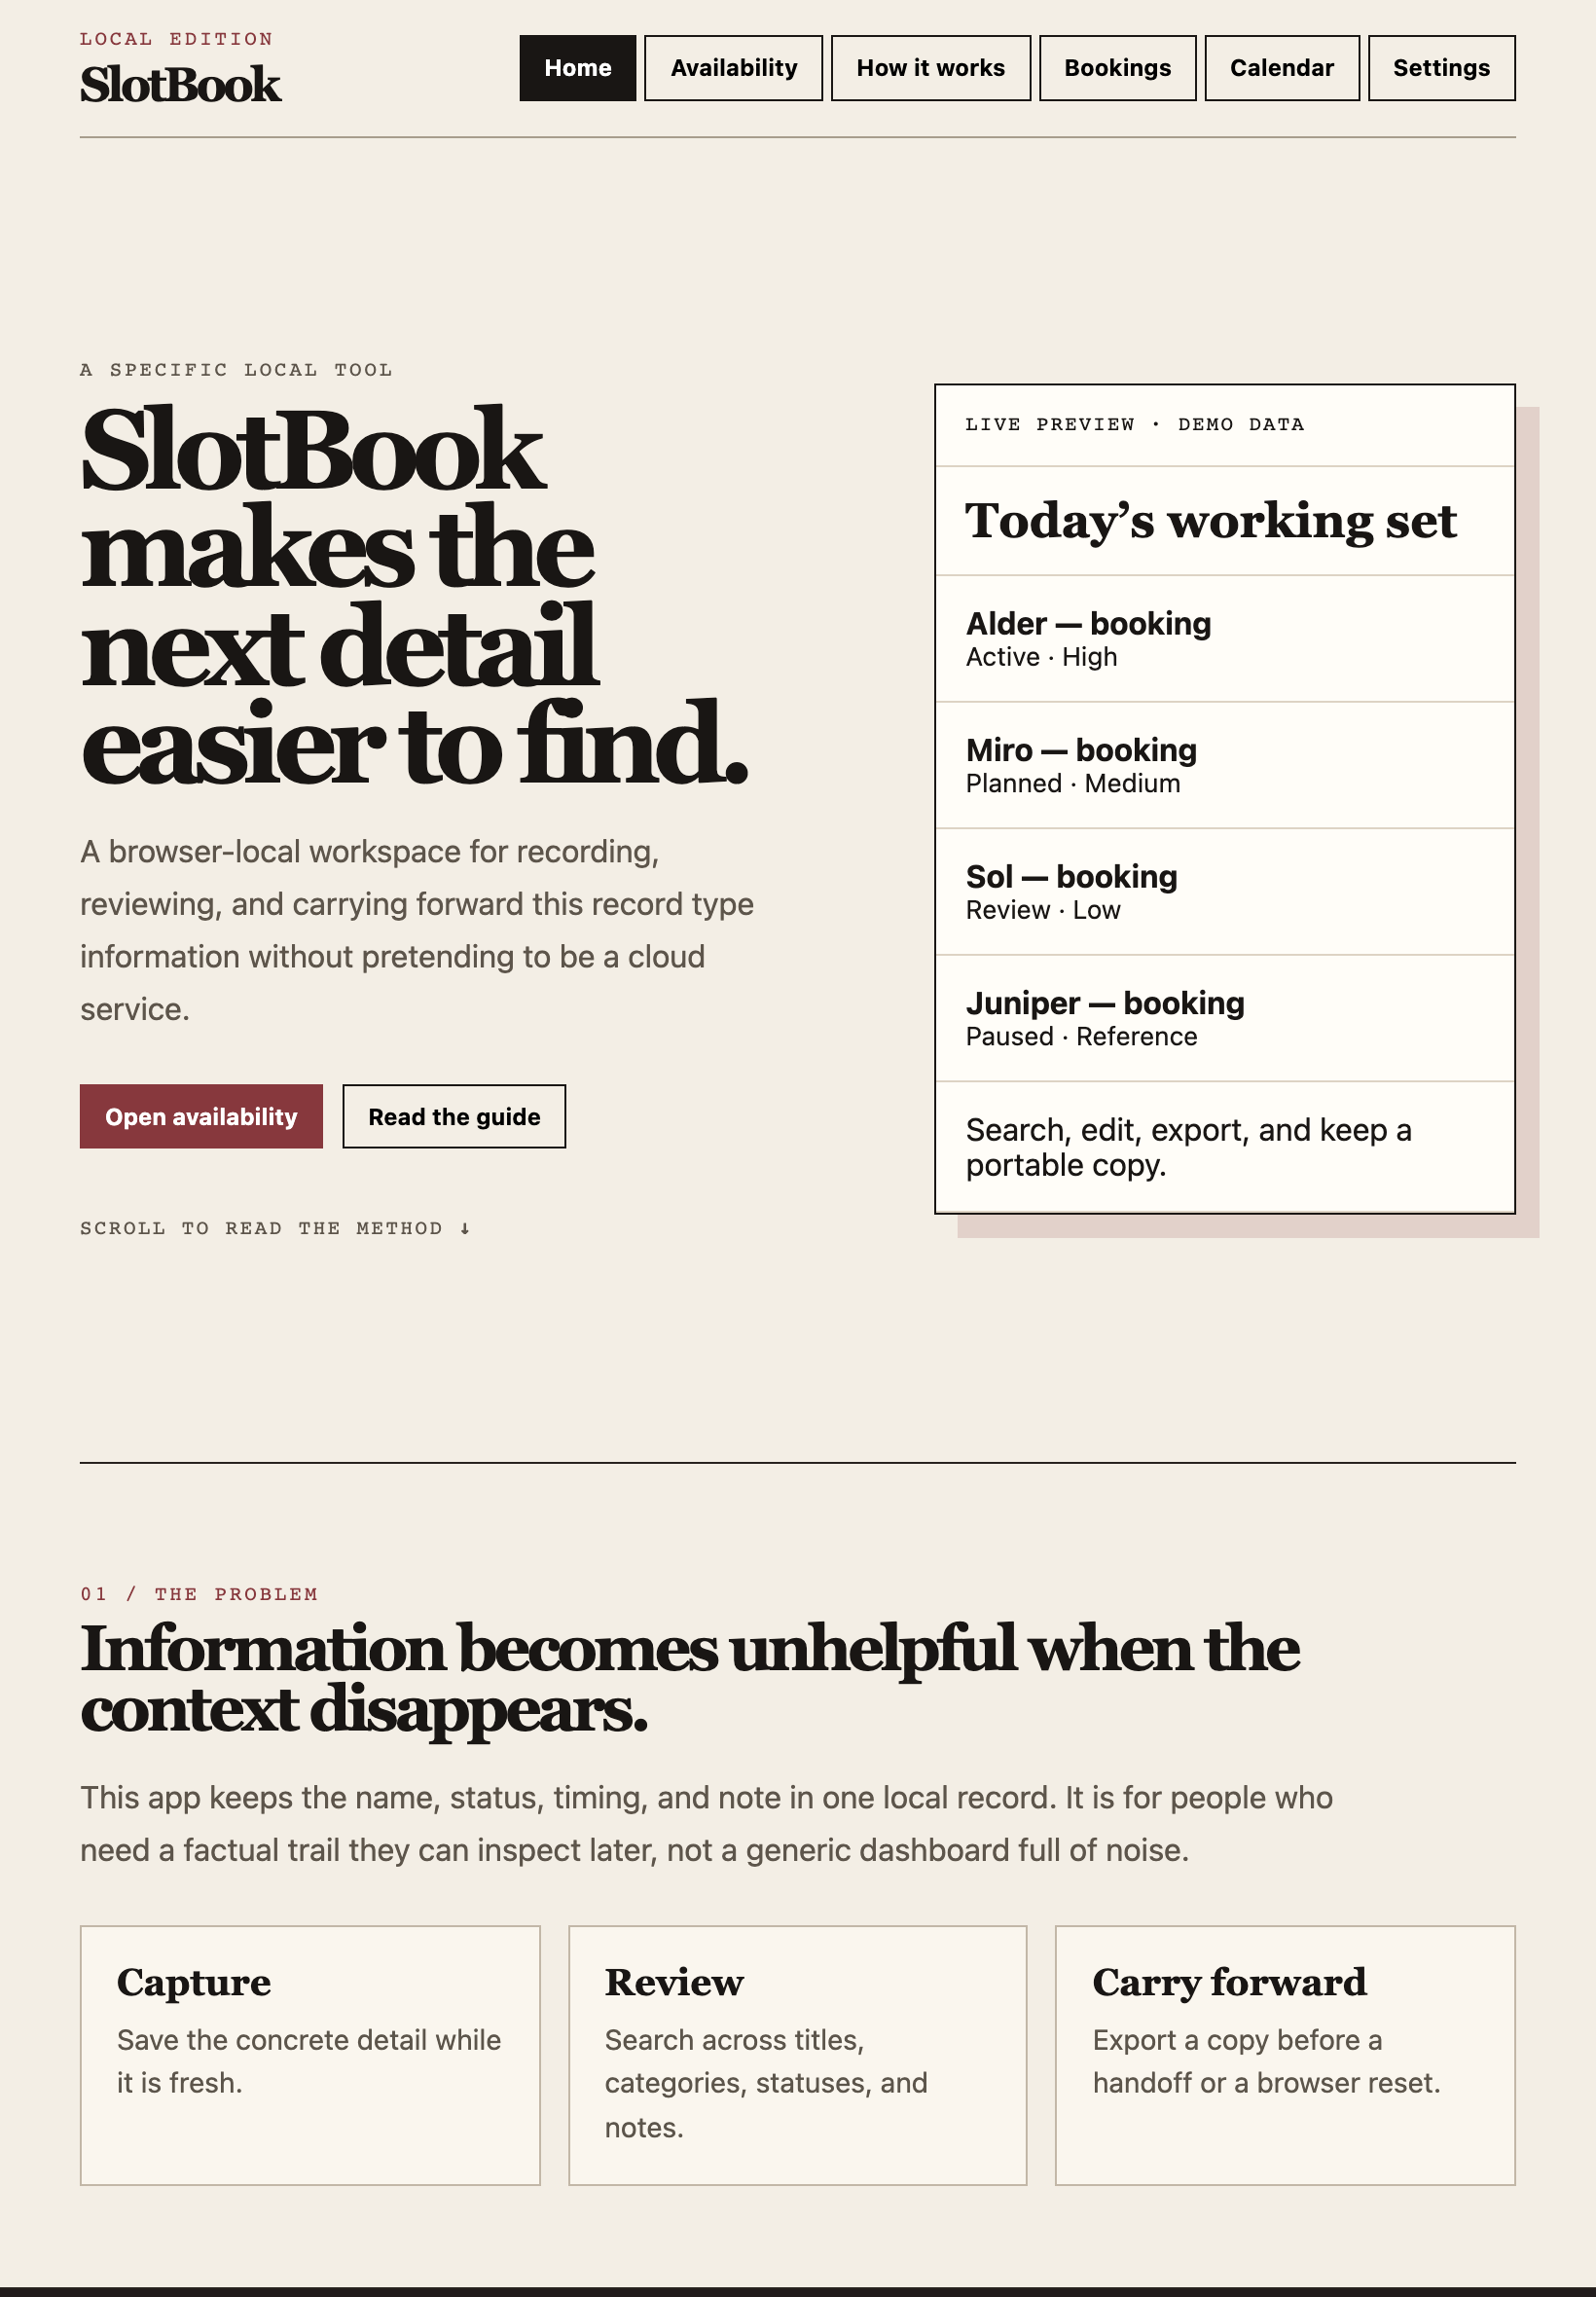 LOCAL EDITION
SlotBook
Home
Availability
How it works
Bookings
Calendar
Settings
A SPECIFIC LOCAL TOOL
SlotBook
makes the
next detail
easier to find.
A browser-local workspace for recording,
reviewing, and carrying forward this record type
information without pretending to be a cloud
service.
Open availability
Read the guide
SCROLL TO READ THE METHOD ↓
LIVE PREVIEW · DEMO DATA
Today’s working set
Alder — booking
Active · High
Miro — booking
Planned · Medium
Sol — booking
Review · Low
Juniper — booking
Paused · Reference
Search, edit, export, and keep a
portable copy.
01 / THE PROBLEM
Information becomes unhelpful when the
context disappears.
This app keeps the name, status, timing, and note in one local record. It is for people who
need a factual trail they can inspect later, not a generic dashboard full of noise.
Capture
Save the concrete detail while
it is fresh.
Review
Search across titles,
categories, statuses, and
notes.
Carry forward
Export a copy before a
handoff or a browser reset.